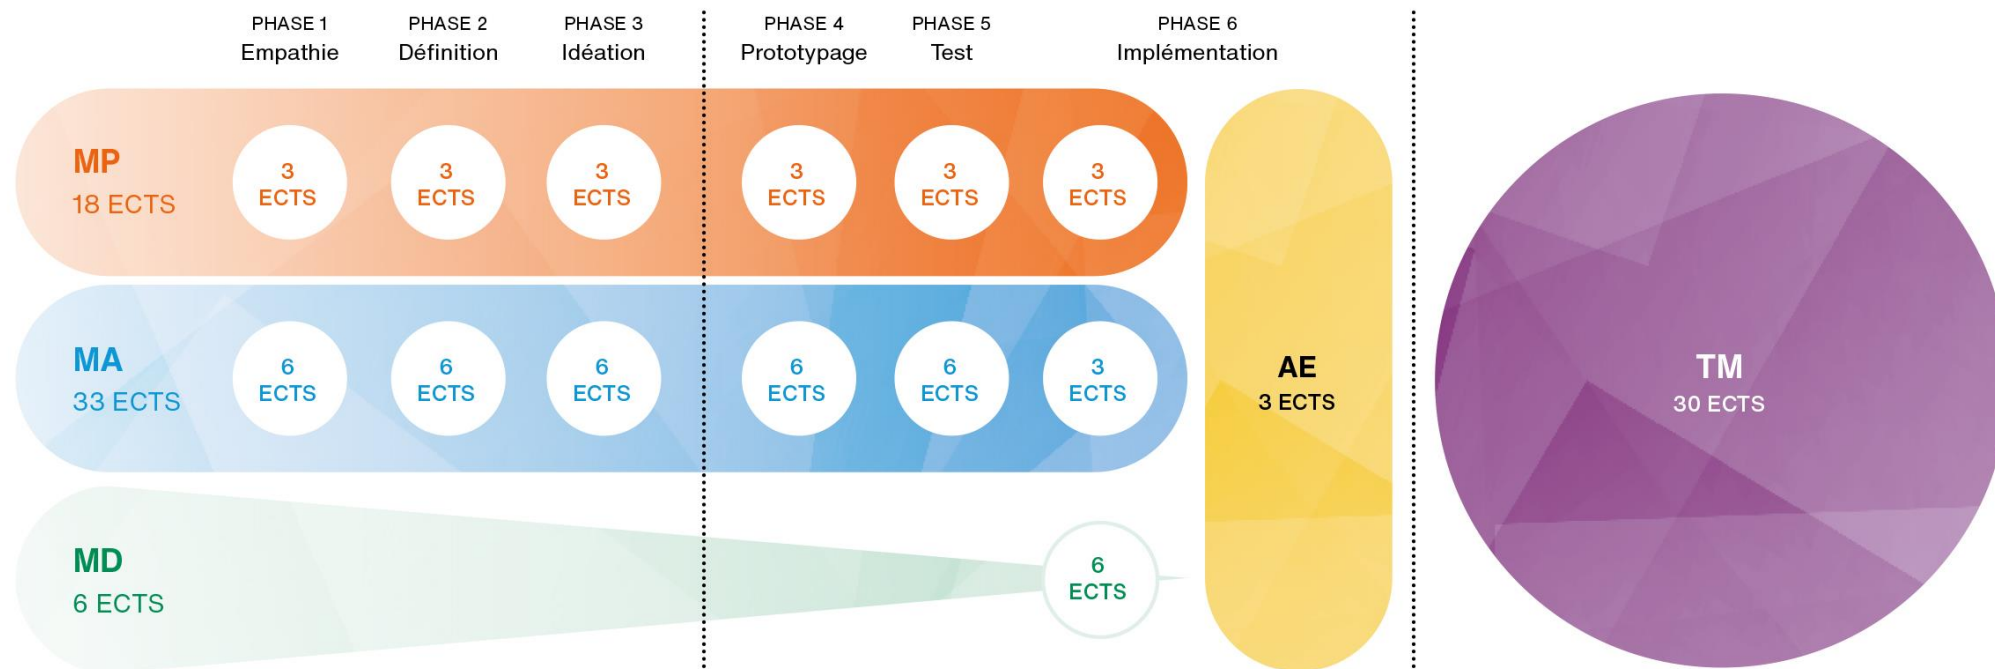 PHASE 1
Empathie
PHASE 2
Définition
PHASE 3
Idéation
PHASE 4
Prototypage
PHASE 5
Test
PHASE 6
Implémentation
MP
18 ECTS
3
ECTS
3
ECTS
3
ECTS
3
ECTS
3
ECTS
3
ECTS
MA
33 ECTS
6
ECTS
6
ECTS
6
ECTS
6
ECTS
6
ECTS
3
ECTS
MD
6 ECTS
6
ECTS
AE
3 ECTS
TM
30 ECTS